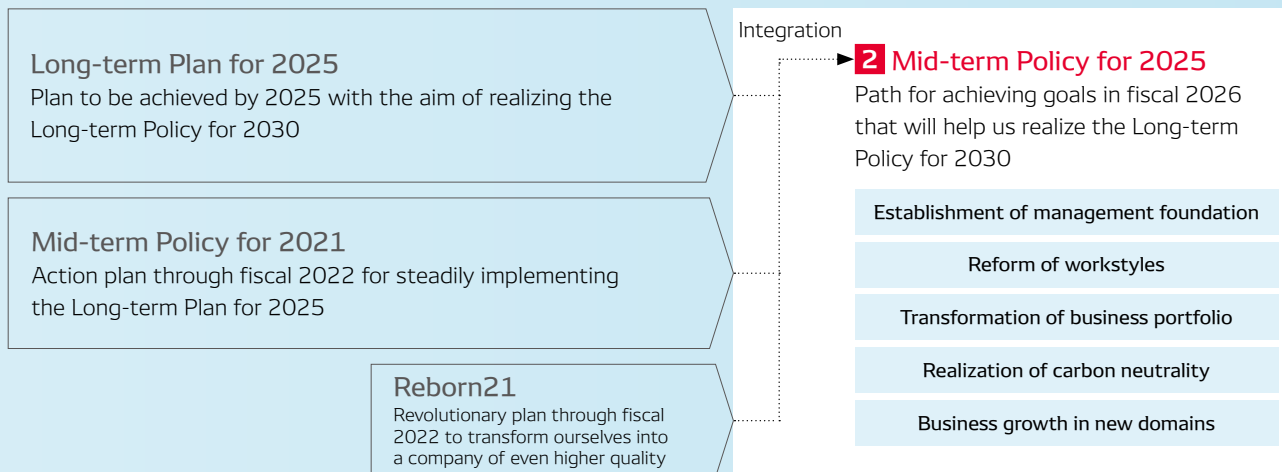 Long-term Plan for 2025
Plan to be achieved by 2025 with the aim of realizing the
Long-term Policy for 2030
Mid-term Policy for 2021
Action plan through fiscal 2022 for steadily implementing
the Long-term Plan for 2025
Reborn21
Revolutionary plan through fiscal
2022 to transform ourselves into
a company of even higher quality
Integration
2 Mid-term Policy for 2025
Path for achieving goals in fiscal 2026
that will help us realize the Long-term
Policy for 2030
Establishment of management foundation
Reform of workstyles
Transformation of business portfolio
Realization of carbon neutrality
Business growth in new domains